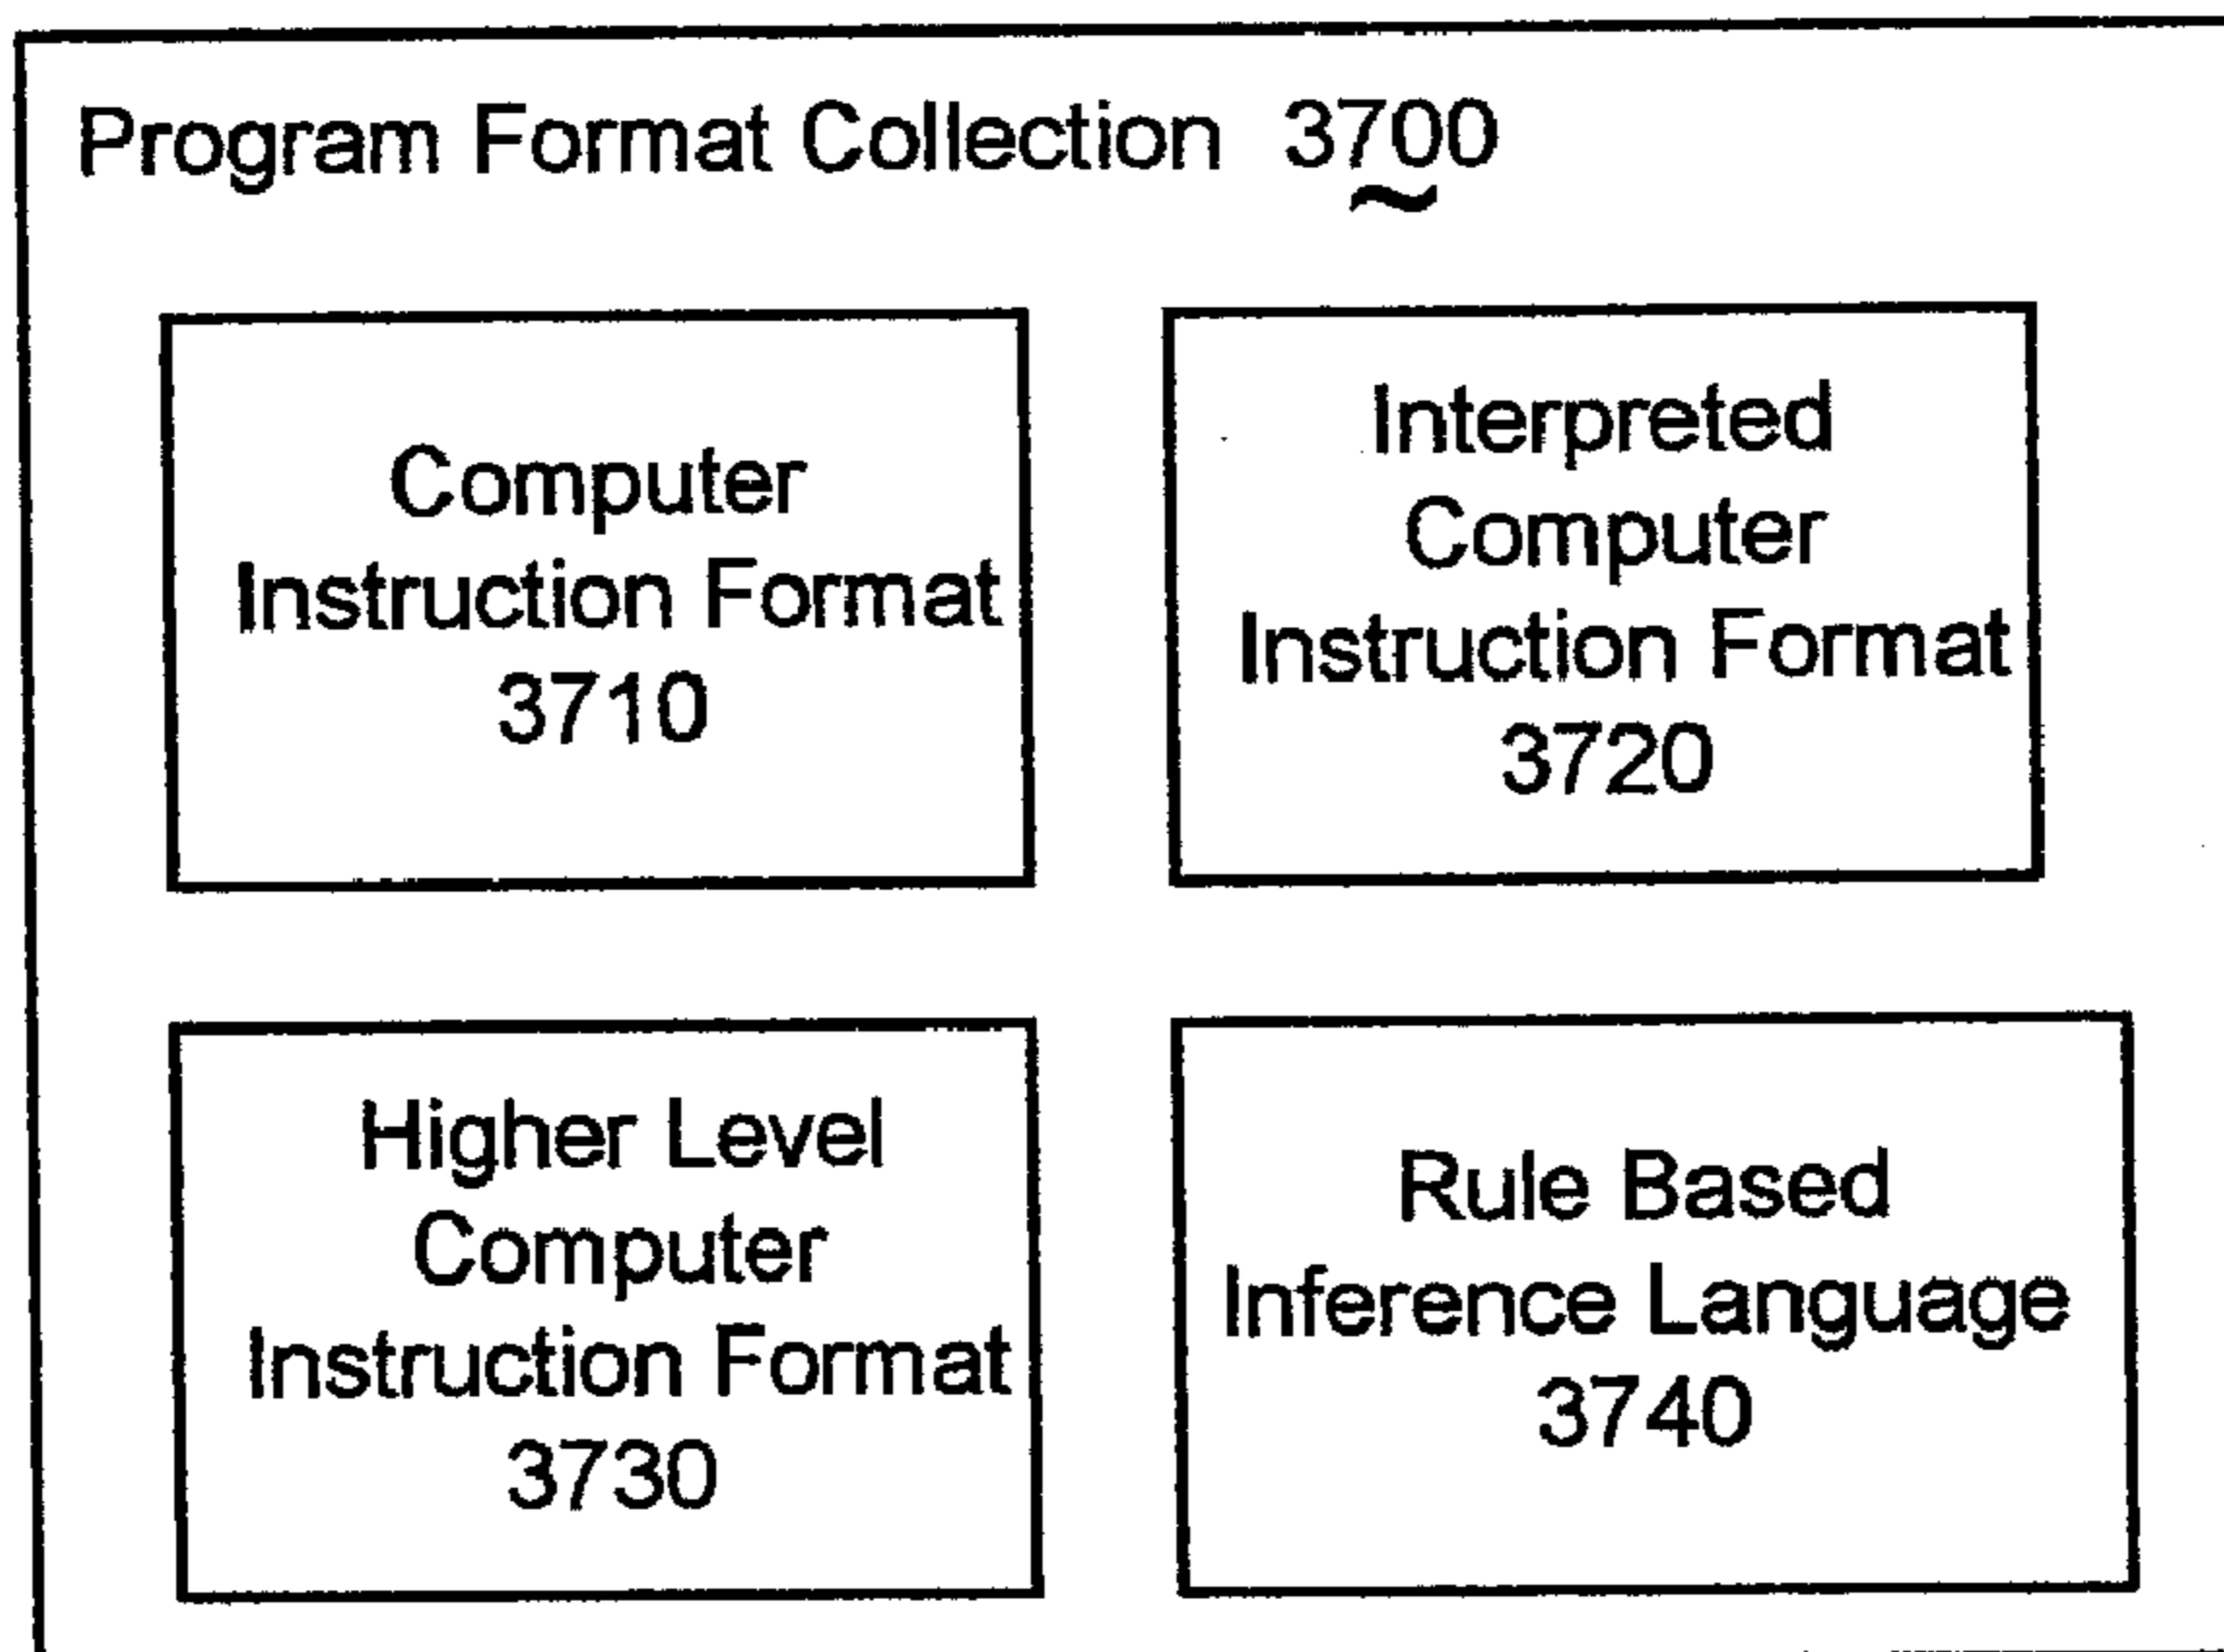 Program Format Collection 3700
Computer
Instruction Format
3710
Interpreted
Computer
Instruction Format
3720
Higher Level
Computer
Instruction Format
3730
Rule Based
Inference Language
3740